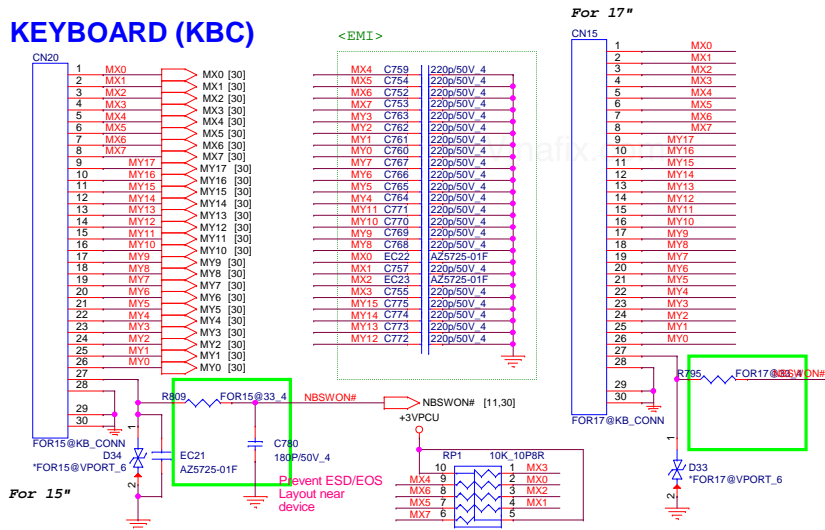 KEYBOARD (KBC)
CN20
1 MX0 MX0 [30]
2 MX1 MX1 [30]
3 MX2 MX2 [30]
4 MX3 MX3 [30]
5 MX4 MX4 [30]
6 MX5 MX5 [30]
7 MX6 MX6 [30]
8 MX7 MX7 [30]
9 MY17 MY17 [30]
10 MY16 MY16 [30]
11 MY15 MY15 [30]
12 MY14 MY14 [30]
13 MY13 MY13 [30]
14 MY12 MY12 [30]
15 MY11 MY11 [30]
16 MY10 MY10 [30]
17 MY9 MY9 [30]
18 MY8 MY8 [30]
19 MY7 MY7 [30]
20 MY6 MY6 [30]
21 MY5 MY5 [30]
22 MY4 MY4 [30]
23 MY3 MY3 [30]
24 MY2 MY2 [30]
25 MY1 MY1 [30]
26 MY0 MY0 [30]
27
28
29
30
FOR15@KB_CONN
R809 FOR15@33_4 NBSWON# NBSWON# [11,30]
1
D34
*FOR15@VPORT_6
2
EC21
AZ5725-01F
C780
180P/50V_4
Prevent ESD/EOS
Layout near
device
For 15"
<EMI>
MX4 C759 220p/50V_4
MX5 C754 220p/50V_4
MX6 C752 220p/50V_4
MX7 C753 220p/50V_4
MY3 C763 220p/50V_4
MY2 C762 220p/50V_4
MY1 C761 220p/50V_4
MY0 C760 220p/50V_4
MY7 C767 220p/50V_4
MY6 C766 220p/50V_4
MY5 C765 220p/50V_4
MY4 C764 220p/50V_4
MY11 C771 220p/50V_4
MY10 C770 220p/50V_4
MY9 C769 220p/50V_4
MY8 C768 220p/50V_4
MX0 EC22 AZ5725-01F
MX1 C757 220p/50V_4
MX2 EC23 AZ5725-01F
MX3 C755 220p/50V_4
MY15 C775 220p/50V_4
MY14 C774 220p/50V_4
MY13 C773 220p/50V_4
MY12 C772 220p/50V_4
+3VPCU
RP1 10K_10P8R
10 1 MX3
MX4 9 2 MX0
MX6 8 3 MX2
MX5 7 4 MX1
MX7 6 5
For 17"
CN15
1 MX0
2 MX1
3 MX2
4 MX3
5 MX4
6 MX5
7 MX6
8 MX7
9 MY17
10 MY16
11 MY15
12 MY14
13 MY13
14 MY12
15 MY11
16 MY10
17 MY9
18 MY8
19 MY7
20 MY6
21 MY5
22 MY4
23 MY3
24 MY2
25 MY1
26 MY0
27
28
29
30
FOR17@KB_CONN
R795 FOR17@33_4 NBSWON#
1
D33
*FOR17@VPORT_6
2